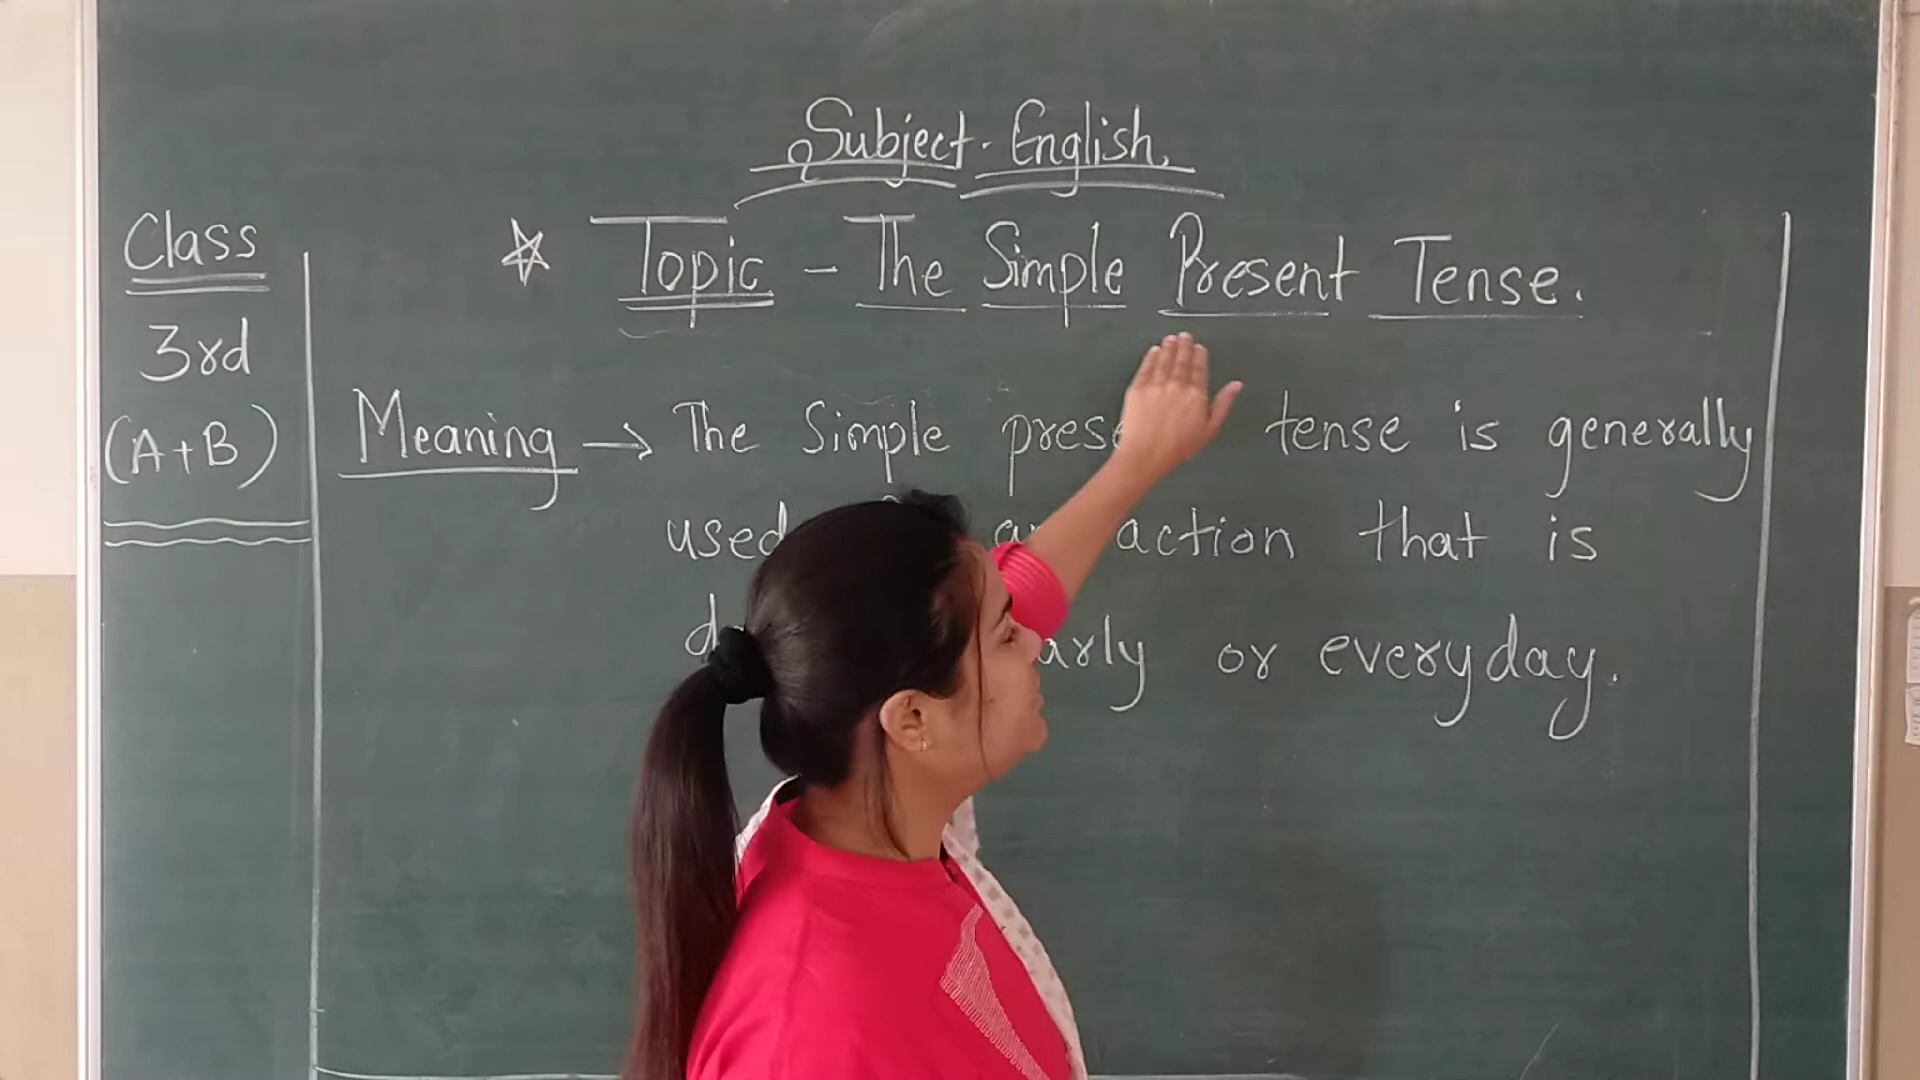 Subject - English.
Class
3rd
(A+B)
Topic - The Simple Present Tense.
Meaning → The Simple tense is generally
used action that is
or everyday.